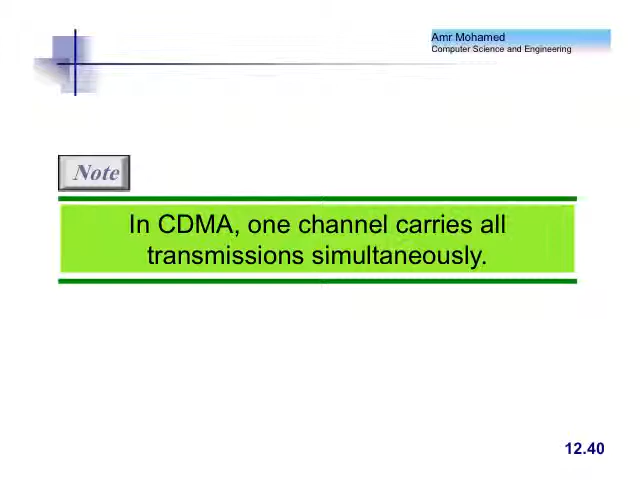 Amr Mohamed
Computer Science and Engineering
Note
In CDMA, one channel carries all
transmissions simultaneously.
12.40